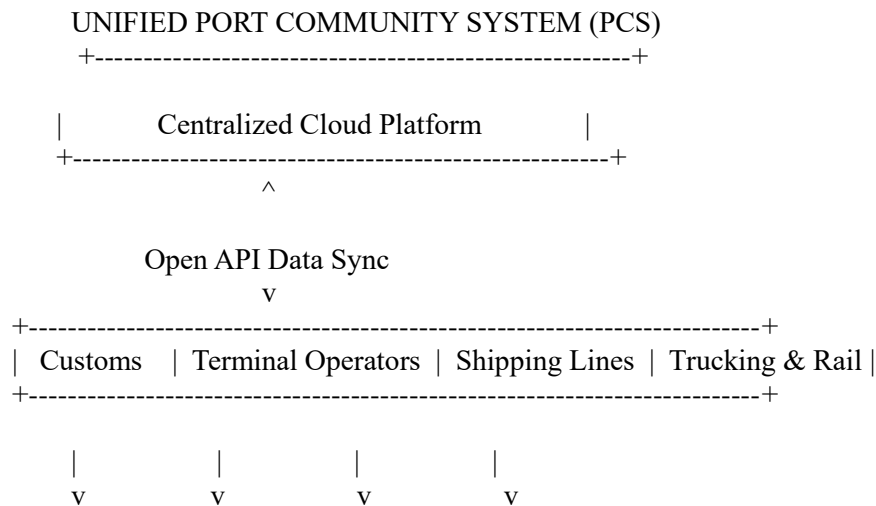 UNIFIED PORT COMMUNITY SYSTEM (PCS)
+----------------------------------------------------------+
| Centralized Cloud Platform |
+----------------------------------------------------------+
^
Open API Data Sync
v
+------------------------------------------------------------------------------+
| Customs | Terminal Operators | Shipping Lines | Trucking & Rail |
+------------------------------------------------------------------------------+
| | | |
v v v v